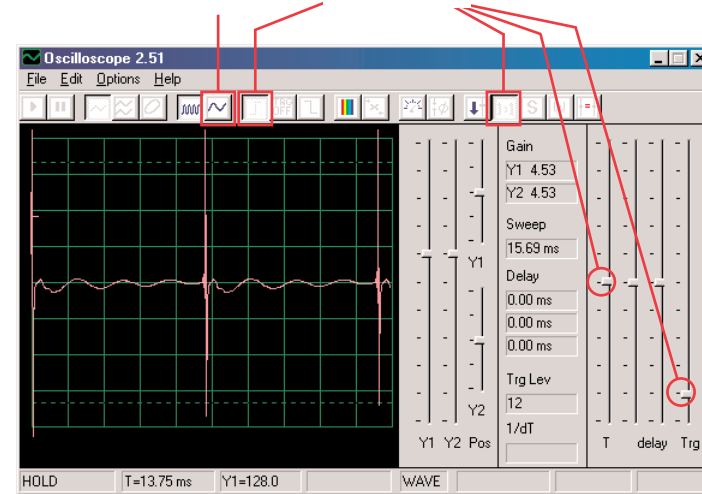 Oscilloscope 2.51
File Edit Options Help
Gain
Y1 4.53
Y2 4.53
Sweep
15.69 ms
Y1
Delay
0.00 ms
0.00 ms
0.00 ms
Trg Lev
12
Y2
1/dT
Y1 Y2 Pos
T delay Trg
HOLD T=13.75 ms Y1=128.0 WAVE